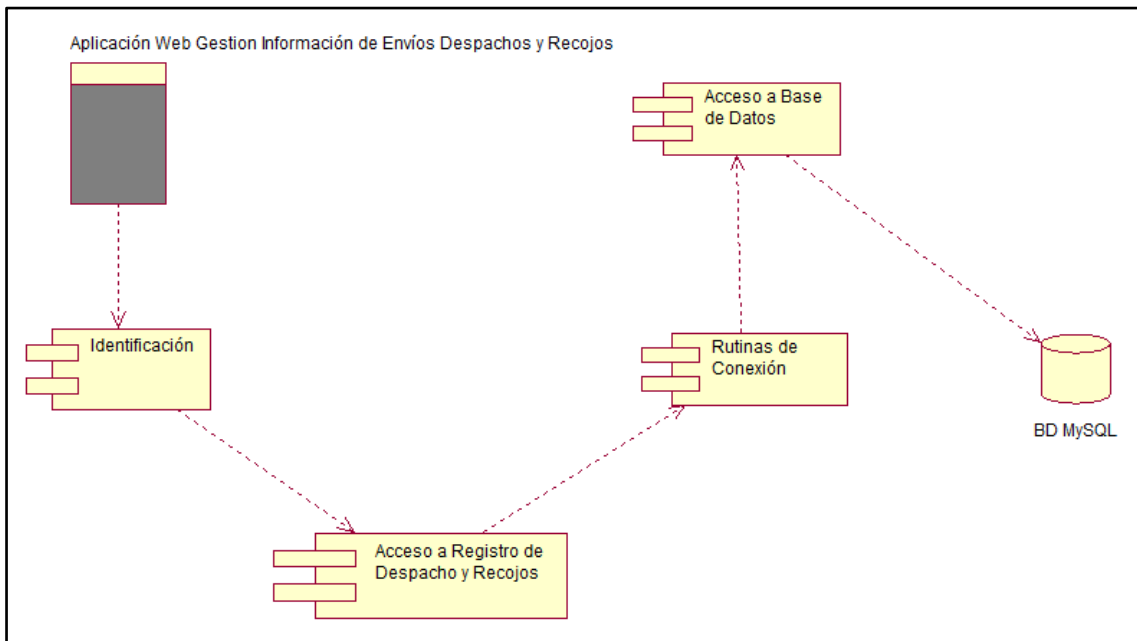 Aplicación Web Gestion Información de Envíos Despachos y Recojos
Acceso a Base
de Datos
Identificación
Rutinas de
Conexión
BD MySQL
Acceso a Registro de
Despacho y Recojos